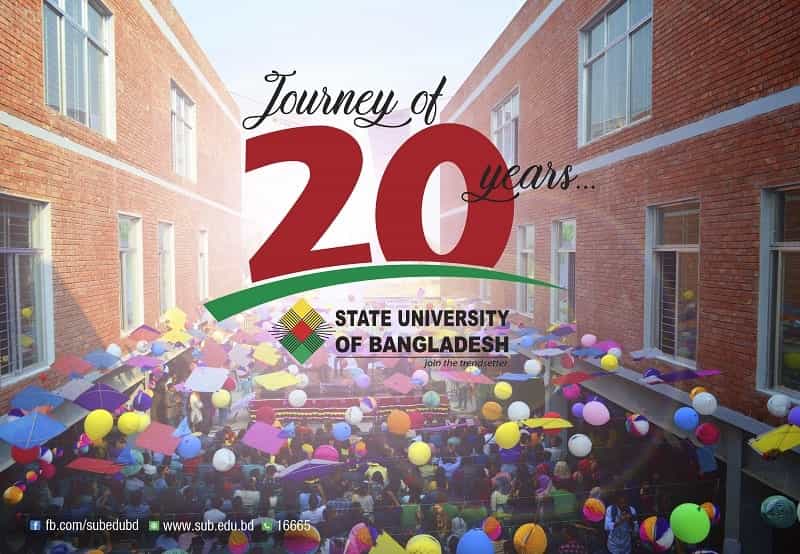 Journey of
20
years...
STATE UNIVERSITY
OF BANGLADESH
join the trendsetter
fb.com/subedubd www.sub.edu.bd 16665